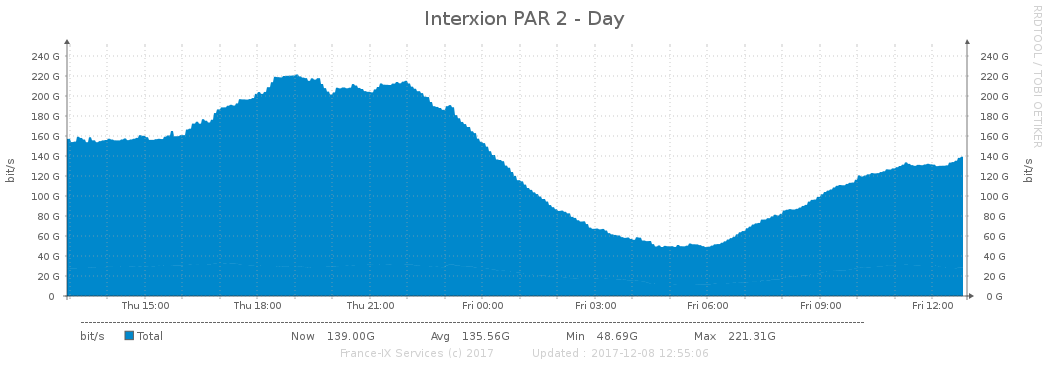 Interxion PAR 2 - Day
RRDTOOL / TOBI OETIKER
240 G 240 G
220 G 220 G
200 G 200 G
180 G 180 G
160 G 160 G
140 G 140 G
120 G 120 G
100 G 100 G
80 G 80 G
60 G 60 G
40 G 40 G
20 G 20 G
0 0 G
bit/s
bit/s
Thu 15:00 Thu 18:00 Thu 21:00 Fri 00:00 Fri 03:00 Fri 06:00 Fri 09:00 Fri 12:00
bit/s Total Now 139.00G Avg 135.56G Min 48.69G Max 221.31G
France-IX Services (c) 2017 Updated : 2017-12-08 12:55:06